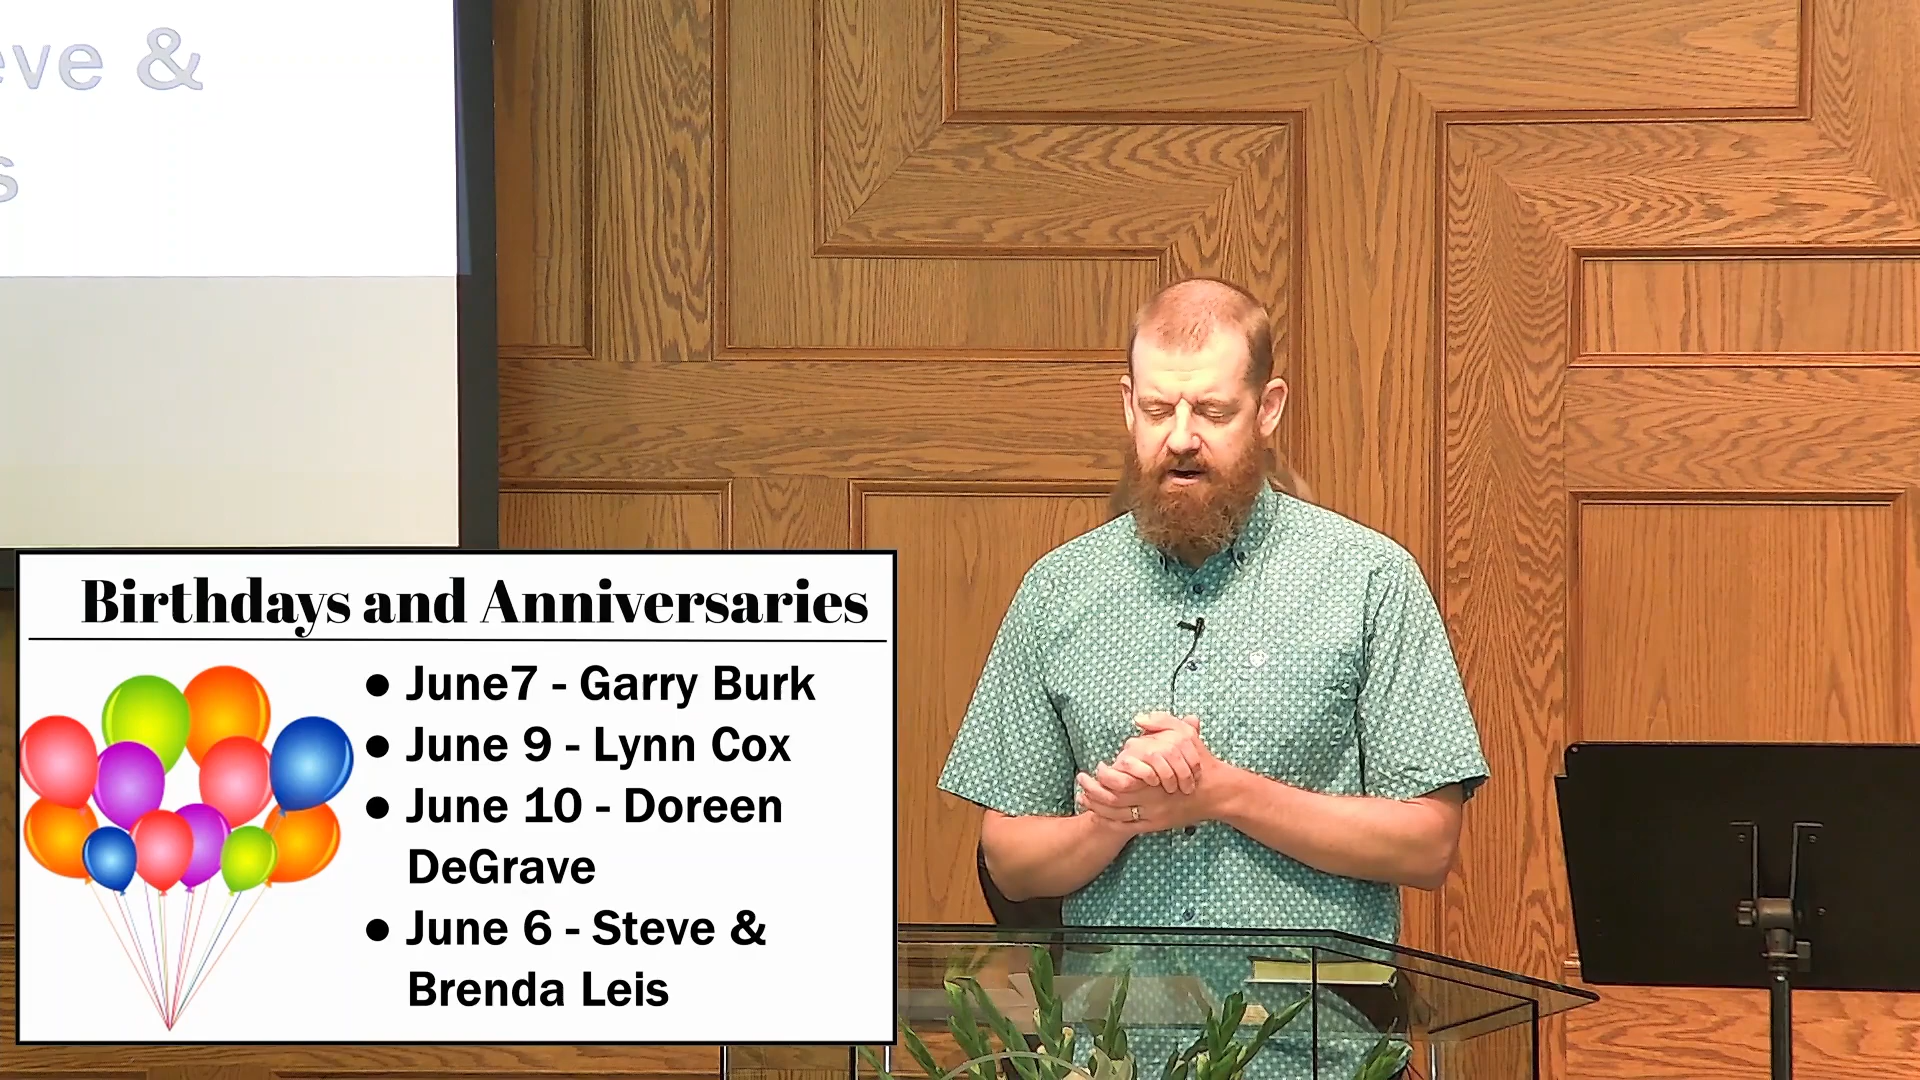 &
Birthdays and Anniversaries
● June7 - Garry Burk
● June 9 - Lynn Cox
● June 10 - Doreen
DeGrave
● June 6 - Steve &
Brenda Leis